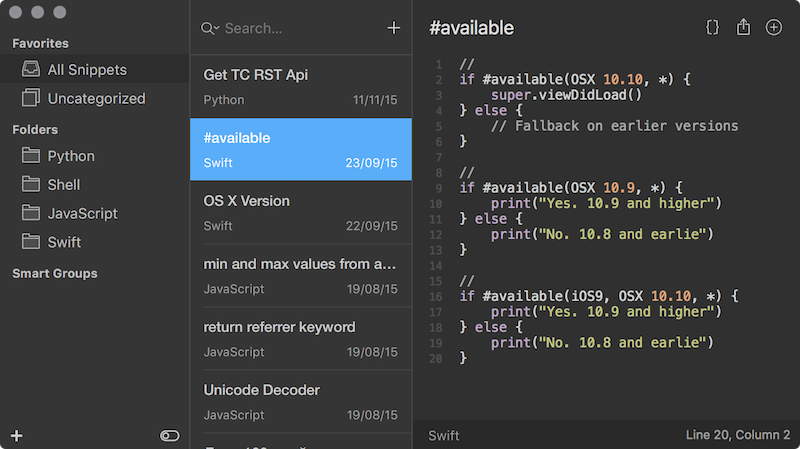 Favorites
All Snippets
Uncategorized
Folders
Python
Shell
JavaScript
Swift
Smart Groups
Search...
Get TC RST Api
Python 11/11/15
#available
Swift 23/09/15
OS X Version
Swift 22/09/15
min and max values from a...
JavaScript 19/08/15
return referrer keyword
JavaScript 19/08/15
Unicode Decoder
JavaScript 19/08/15
#available
1 //
2 if #available(OSX 10.10, *) {
3 super.viewDidLoad()
4 } else {
5 // Fallback on earlier versions
6 }
7
8 //
9 if #available(OSX 10.9, *) {
10 print("Yes. 10.9 and higher")
11 } else {
12 print("No. 10.8 and earlie")
13 }
14
15 //
16 if #available(iOS9, OSX 10.10, *) {
17 print("Yes. 10.9 and higher")
18 } else {
19 print("No. 10.8 and earlie")
20 }
Swift Line 20, Column 2